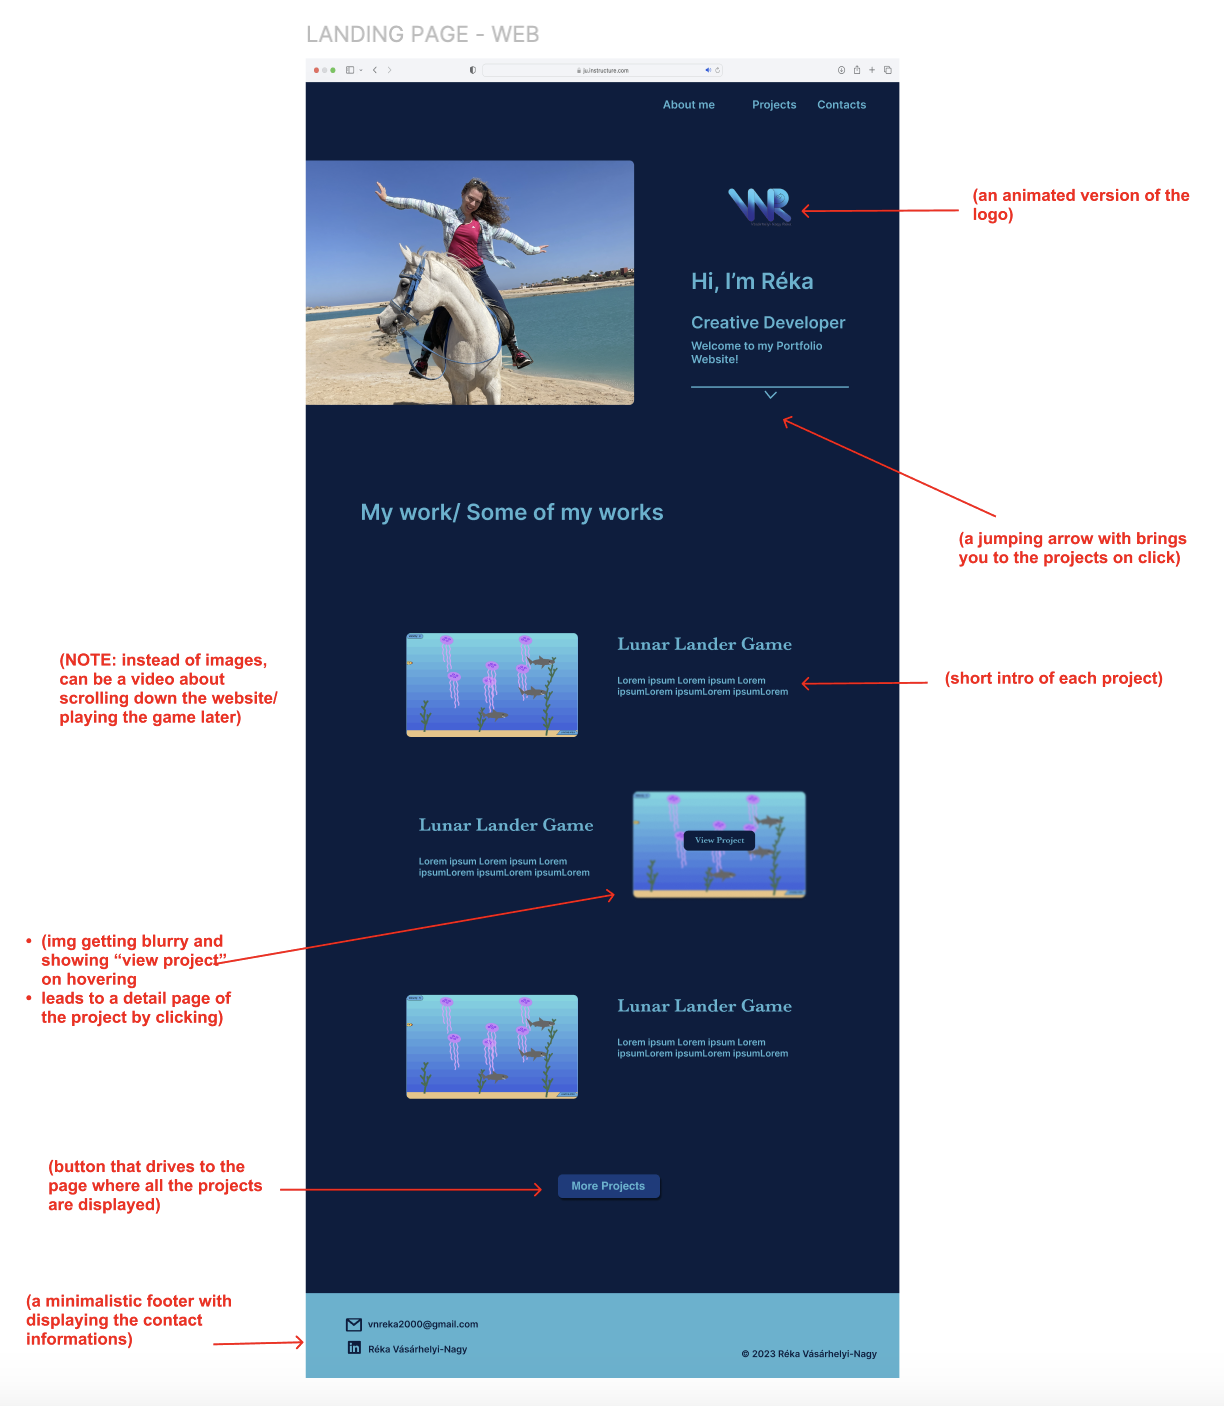 LANDING PAGE - WEB
ju.instructure.com
About me
Projects
Contacts
VNR
(an animated version of the
logo)
Hi, I’m Réka
Creative Developer
Welcome to my Portfolio
Website!
(a jumping arrow with brings
you to the projects on click)
My work/ Some of my works
(NOTE: instead of images,
can be a video about
scrolling down the website/
playing the game later)
Lunar Lander Game
Lorem ipsum Lorem ipsum Lorem
ipsumLorem ipsumLorem ipsumLorem
(short intro of each project)
Lunar Lander Game
Lorem ipsum Lorem ipsum Lorem
ipsumLorem ipsumLorem ipsumLorem
View Project
• (img getting blurry and
showing “view project”
on hovering
• leads to a detail page of
the project by clicking)
Lunar Lander Game
Lorem ipsum Lorem ipsum Lorem
ipsumLorem ipsumLorem ipsumLorem
(button that drives to the
page where all the projects
are displayed)
More Projects
(a minimalistic footer with
displaying the contact
informations)
vnreka2000@gmail.com
in
Réka Vásárhelyi-Nagy
© 2023 Réka Vásárhelyi-Nagy